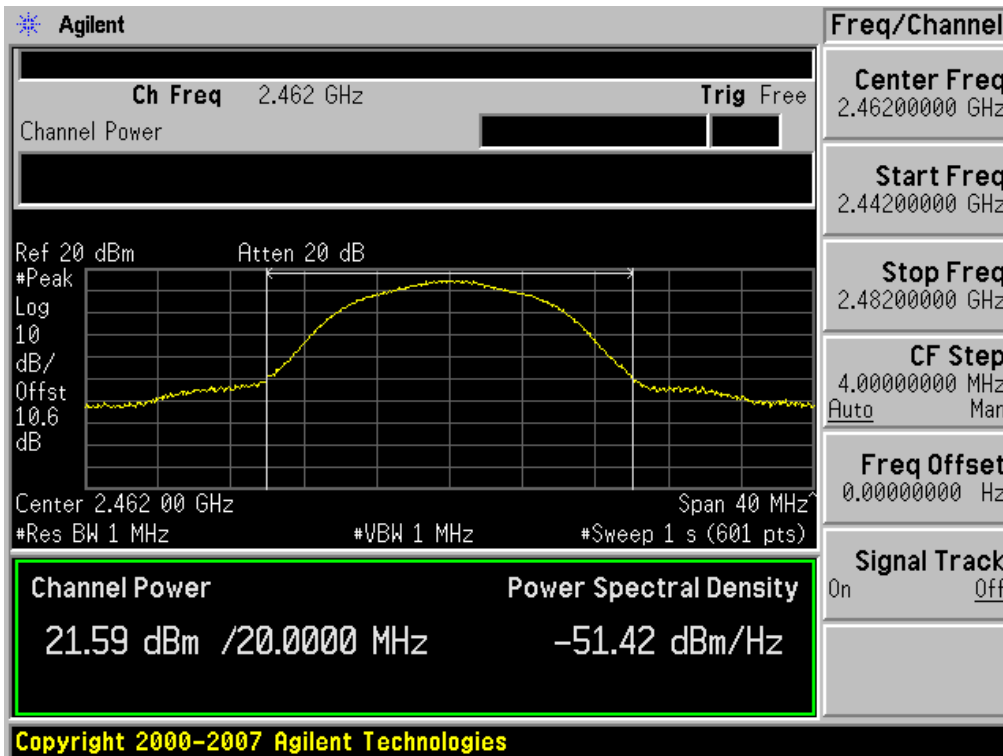 Agilent
Freq/Channel
Ch Freq 2.462 GHz Trig Free
Channel Power
Center Freq
2.46200000 GHz
Start Freq
2.44200000 GHz
Stop Freq
2.48200000 GHz
CF Step
4.00000000 MHz
Auto Man
Freq Offset
0.00000000 Hz
Signal Track
On Off
Ref 20 dBm Atten 20 dB
#Peak
Log
10
dB/
Offst
10.6
dB
Center 2.462 00 GHz Span 40 MHz^
#Res BW 1 MHz #VBW 1 MHz #Sweep 1 s (601 pts)
Channel Power Power Spectral Density
21.59 dBm /20.0000 MHz -51.42 dBm/Hz
Copyright 2000-2007 Agilent Technologies